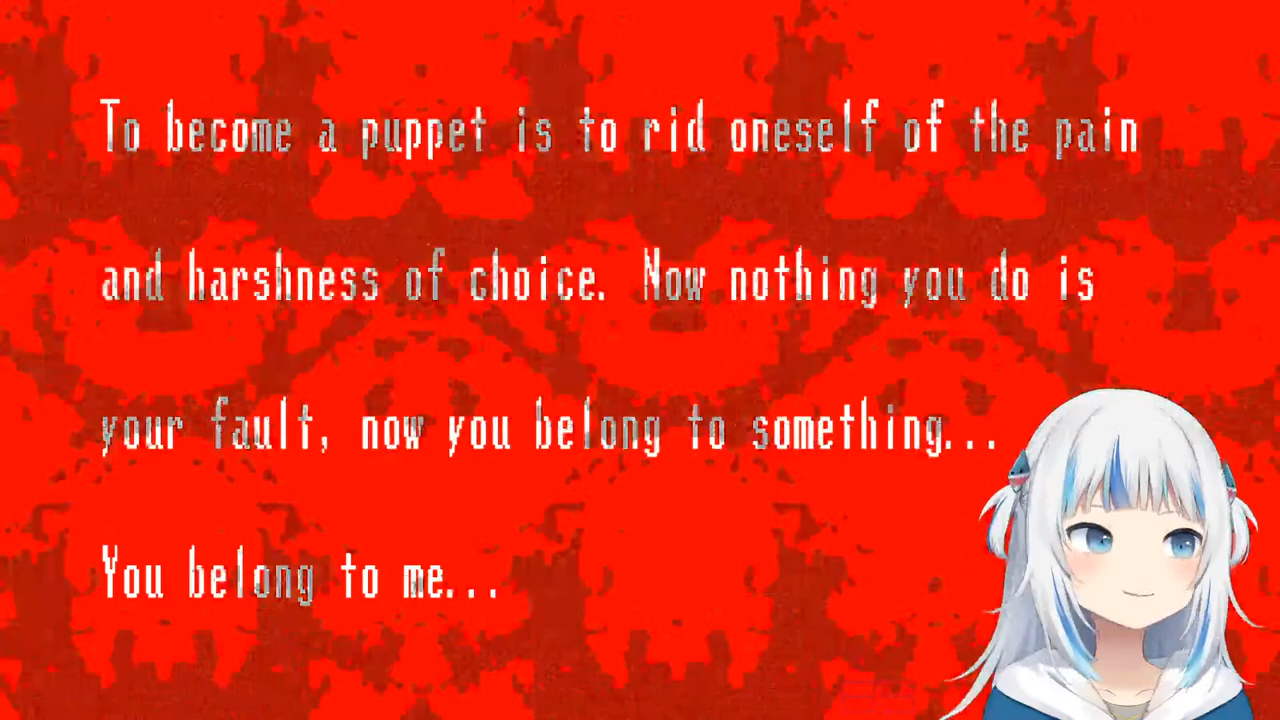 To become a puppet is to rid oneself of the pain
and harshness of choice. Now nothing you do is
your fault, now you belong to something...
You belong to me...